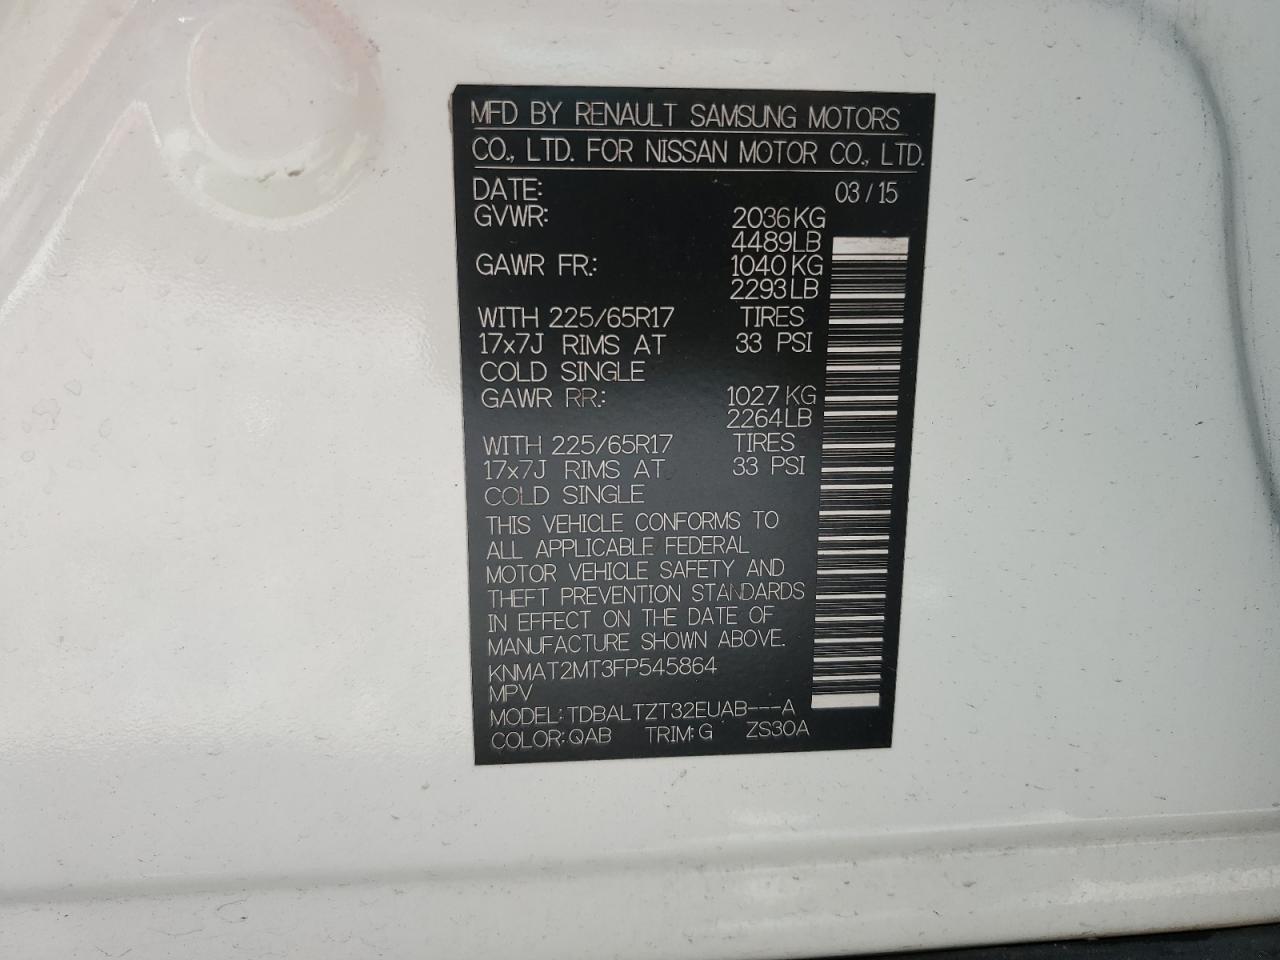 MFD BY RENAULT SAMSUNG MOTORS
CO., LTD. FOR NISSAN MOTOR CO., LTD.
DATE: 03/15
GVWR: 2036KG
4489LB
GAWR FR: 1040KG
2293LB
WITH 225/65R17 TIRES
17x7J RIMS AT 33 PSI
COLD SINGLE
GAWR RR: 1027KG
2264LB
WITH 225/65R17 TIRES
17x7J RIMS AT 33 PSI
COLD SINGLE
THIS VEHICLE CONFORMS TO
ALL APPLICABLE FEDERAL
MOTOR VEHICLE SAFETY AND
THEFT PREVENTION STANDARDS
IN EFFECT ON THE DATE OF
MANUFACTURE SHOWN ABOVE.
KNMAT2MT3FP545864
MPV
MODEL: TDBALTZT32EUAB---A
COLOR: QAB TRIM: G ZS30A